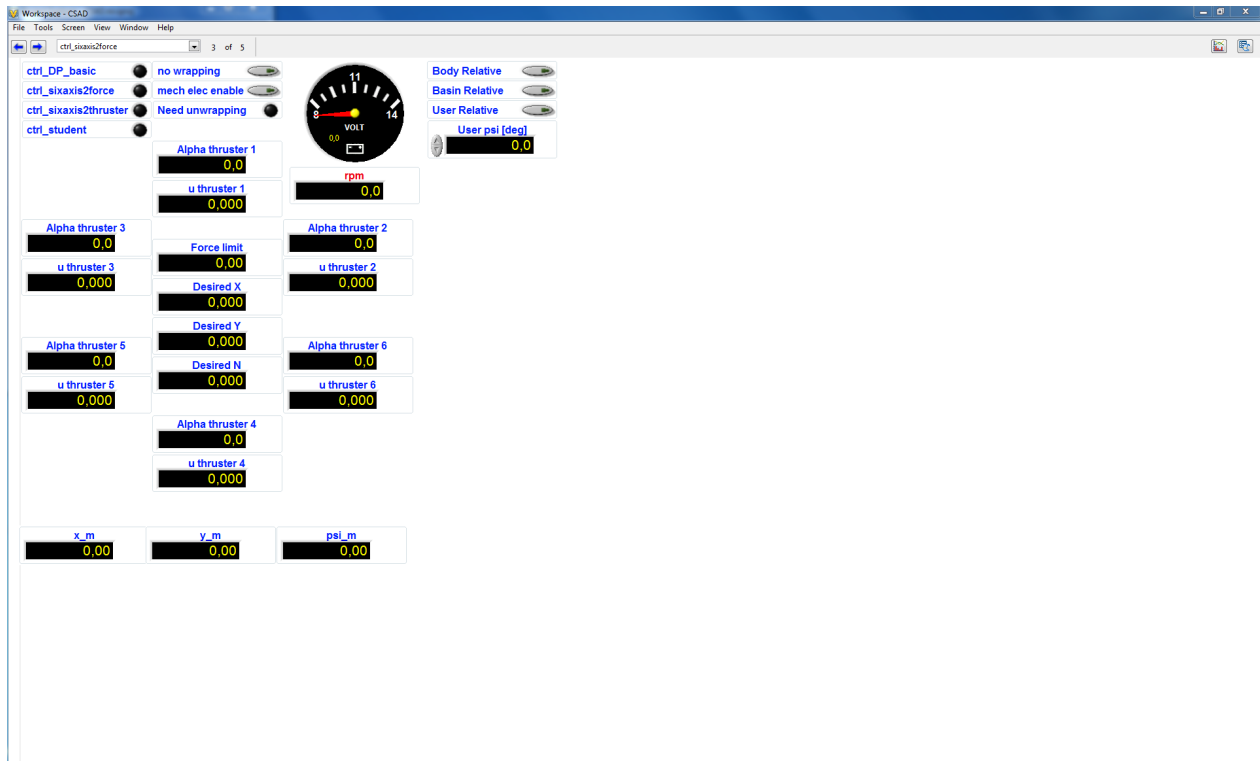 Workspace - CSAD
File Tools Screen View Window Help
ctrl_sixaxis2force 3 of 5
ctrl_DP_basic
ctrl_sixaxis2force
ctrl_sixaxis2thruster
ctrl_student
no wrapping
mech elec enable
Need unwrapping
8 11 14
VOLT
0,0
Body Relative
Basin Relative
User Relative
User psi [deg]
0,0
Alpha thruster 1
0,0
u thruster 1
0,000
rpm
0,0
Alpha thruster 3
0,0
u thruster 3
0,000
Force limit
0,00
Desired X
0,000
Desired Y
0,000
Desired N
0,000
Alpha thruster 2
0,0
u thruster 2
0,000
Alpha thruster 5
0,0
u thruster 5
0,000
Alpha thruster 6
0,0
u thruster 6
0,000
Alpha thruster 4
0,0
u thruster 4
0,000
x_m
0,00
y_m
0,00
psi_m
0,00